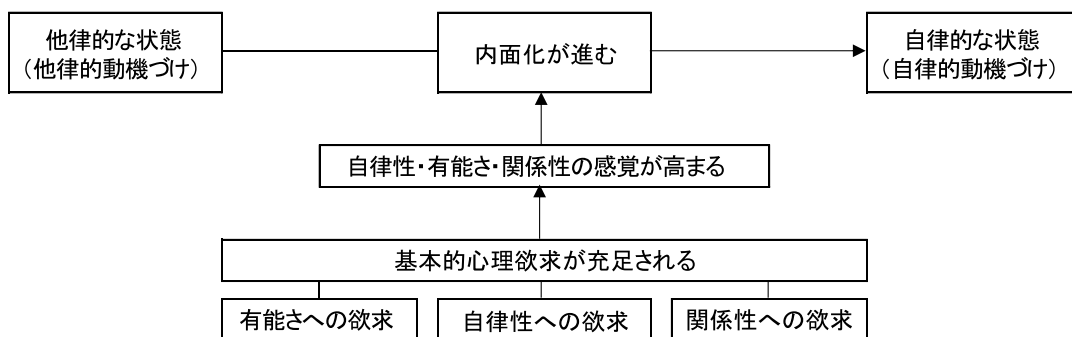 他律的な状態
（他律的動機づけ）
内面化が進む
自律的な状態
（自律的動機づけ）
自律性・有能さ・関係性の感覚が高まる
基本的心理欲求が充足される
有能さへの欲求
自律性への欲求
関係性への欲求